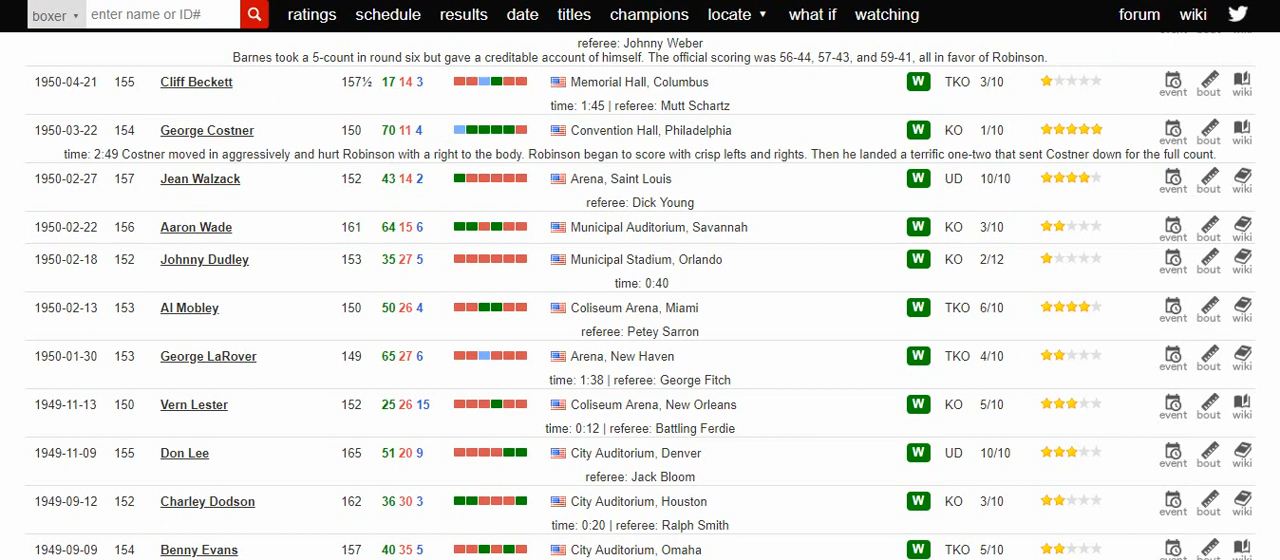 boxer ▾ enter name or ID# ratings schedule results date titles champions locate ▼ what if watching forum wiki
referee: Johnny Weber
Barnes took a 5-count in round six but gave a creditable account of himself. The official scoring was 56-44, 57-43, and 59-41, all in favor of Robinson.
1950-04-21 155 Cliff Beckett 157½ 17 14 3 Memorial Hall, Columbus W TKO 3/10 event bout wiki
time: 1:45 | referee: Mutt Schartz
1950-03-22 154 George Costner 150 70 11 4 Convention Hall, Philadelphia W KO 1/10 event bout wiki
time: 2:49 Costner moved in aggressively and hurt Robinson with a right to the body. Robinson began to score with crisp lefts and rights. Then he landed a terrific one-two that sent Costner down for the full count.
1950-02-27 157 Jean Walzack 152 43 14 2 Arena, Saint Louis W UD 10/10 event bout wiki
referee: Dick Young
1950-02-22 156 Aaron Wade 161 64 15 6 Municipal Auditorium, Savannah W KO 3/10 event bout wiki
1950-02-18 152 Johnny Dudley 153 35 27 5 Municipal Stadium, Orlando W KO 2/12 event bout wiki
time: 0:40
1950-02-13 153 Al Mobley 150 50 26 4 Coliseum Arena, Miami W TKO 6/10 event bout wiki
referee: Petey Sarron
1950-01-30 153 George LaRover 149 65 27 6 Arena, New Haven W TKO 4/10 event bout wiki
time: 1:38 | referee: George Fitch
1949-11-13 150 Vern Lester 152 25 26 15 Coliseum Arena, New Orleans W KO 5/10 event bout wiki
time: 0:12 | referee: Battling Ferdie
1949-11-09 155 Don Lee 165 51 20 9 City Auditorium, Denver W UD 10/10 event bout wiki
referee: Jack Bloom
1949-09-12 152 Charley Dodson 162 36 30 3 City Auditorium, Houston W KO 3/10 event bout wiki
time: 0:20 | referee: Ralph Smith
1949-09-09 154 Benny Evans 157 40 35 5 City Auditorium, Omaha W TKO 5/10